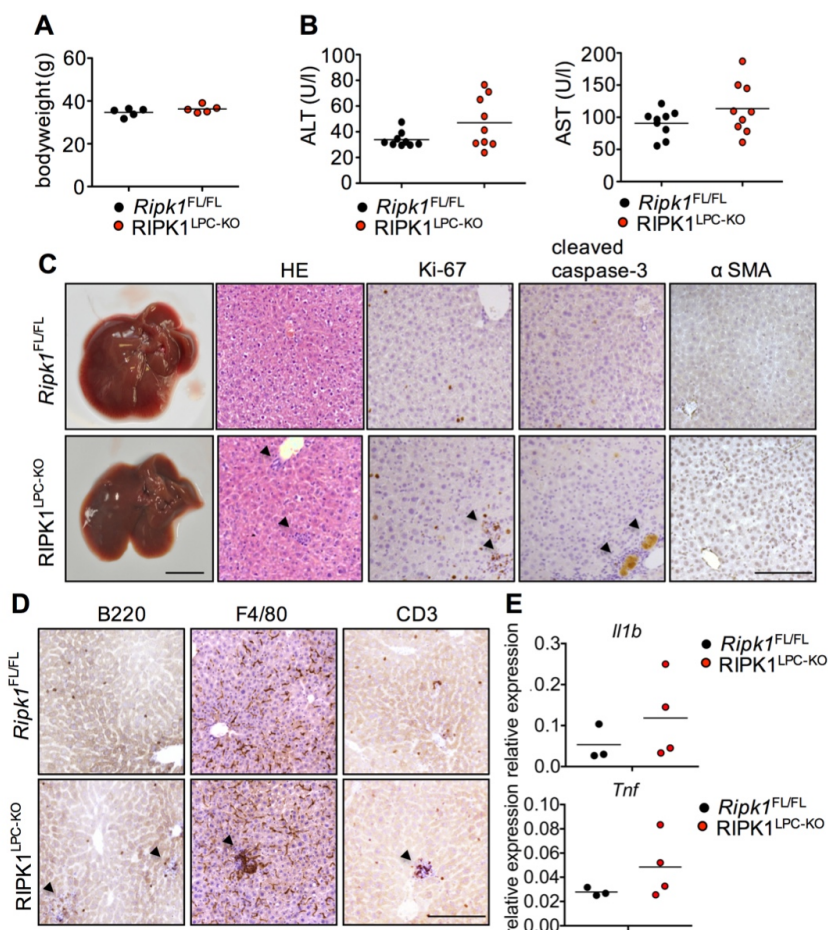 A
bodyweight(g)
60
40
20
0
Ripk1FL/FL
RIPK1LPC-KO
B
ALT (U/l)
100
80
60
40
20
0
Ripk1FL/FL
RIPK1LPC-KO
AST (U/l)
200
150
100
50
0
Ripk1FL/FL
RIPK1LPC-KO
C
HE
Ki-67
cleaved
caspase-3
α SMA
Ripk1FL/FL
RIPK1LPC-KO
D
B220
F4/80
CD3
Ripk1FL/FL
RIPK1LPC-KO
E
Il1b
relative expression
0.3
0.2
0.1
0.0
Ripk1FL/FL
RIPK1LPC-KO
Tnf
relative expression
0.10
0.08
0.06
0.04
0.02
0.00
Ripk1FL/FL
RIPK1LPC-KO